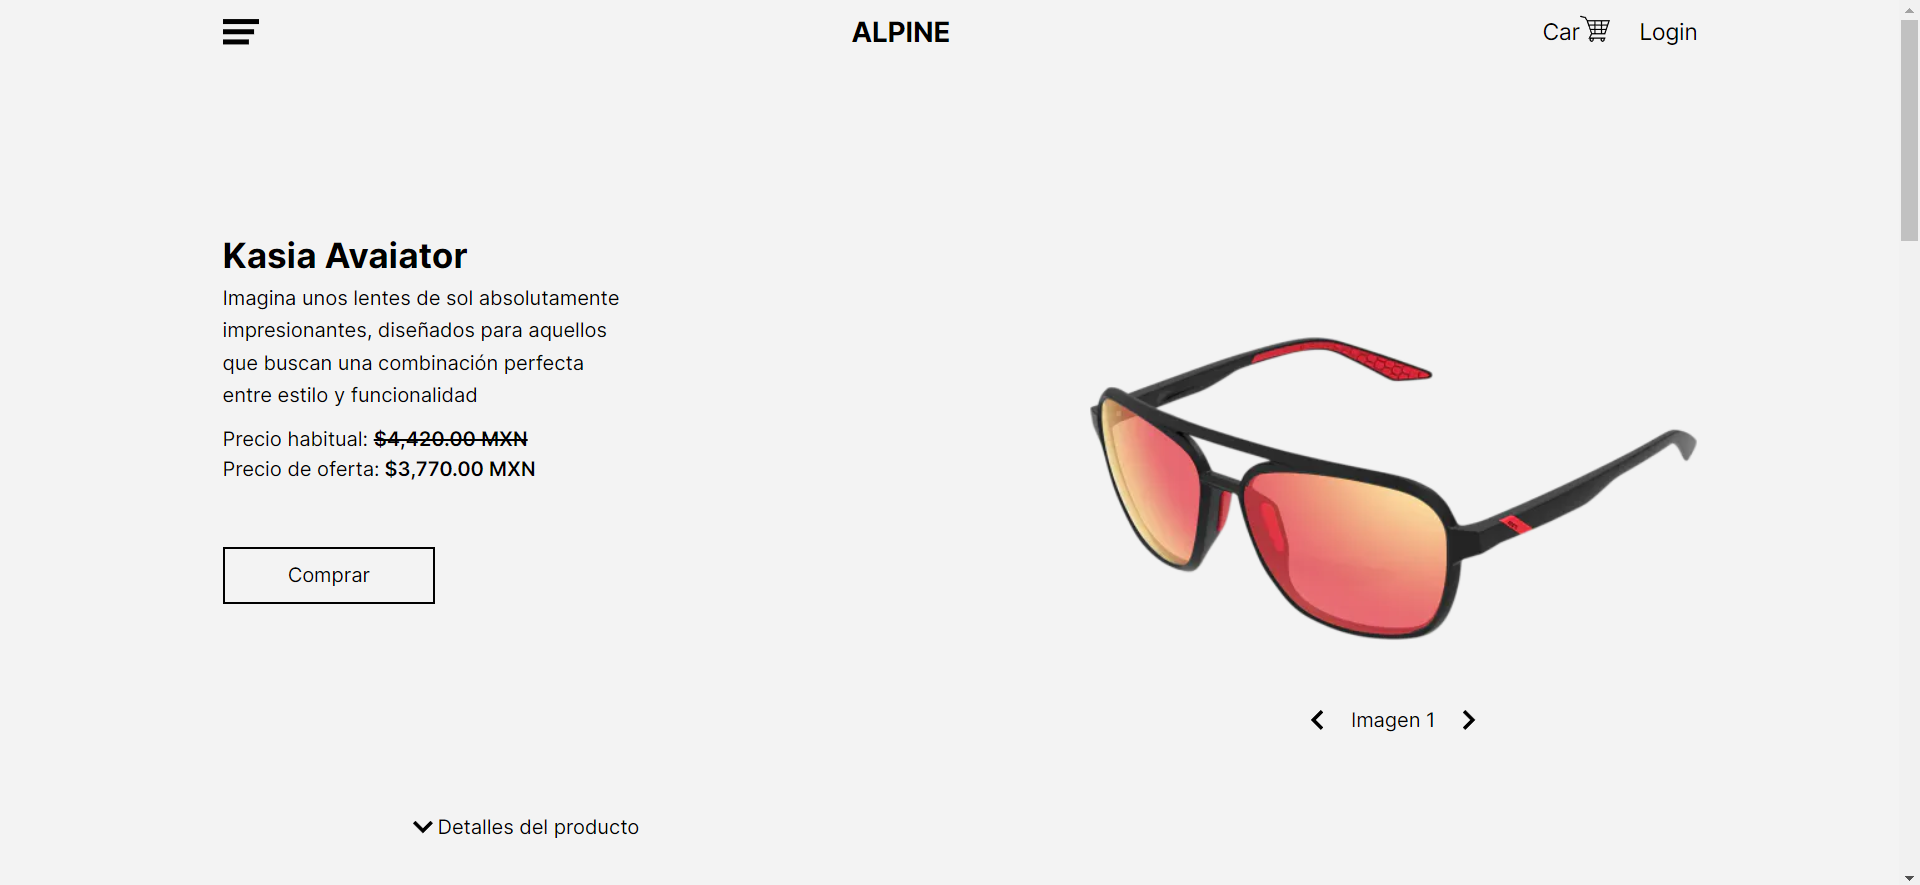 ALPINE
Car Login
Kasia Avaiator
Imagina unos lentes de sol absolutamente
impresionantes, diseñados para aquellos
que buscan una combinación perfecta
entre estilo y funcionalidad
Precio habitual: $4,420.00 MXN
Precio de oferta: $3,770.00 MXN
Comprar
Imagen 1
Detalles del producto